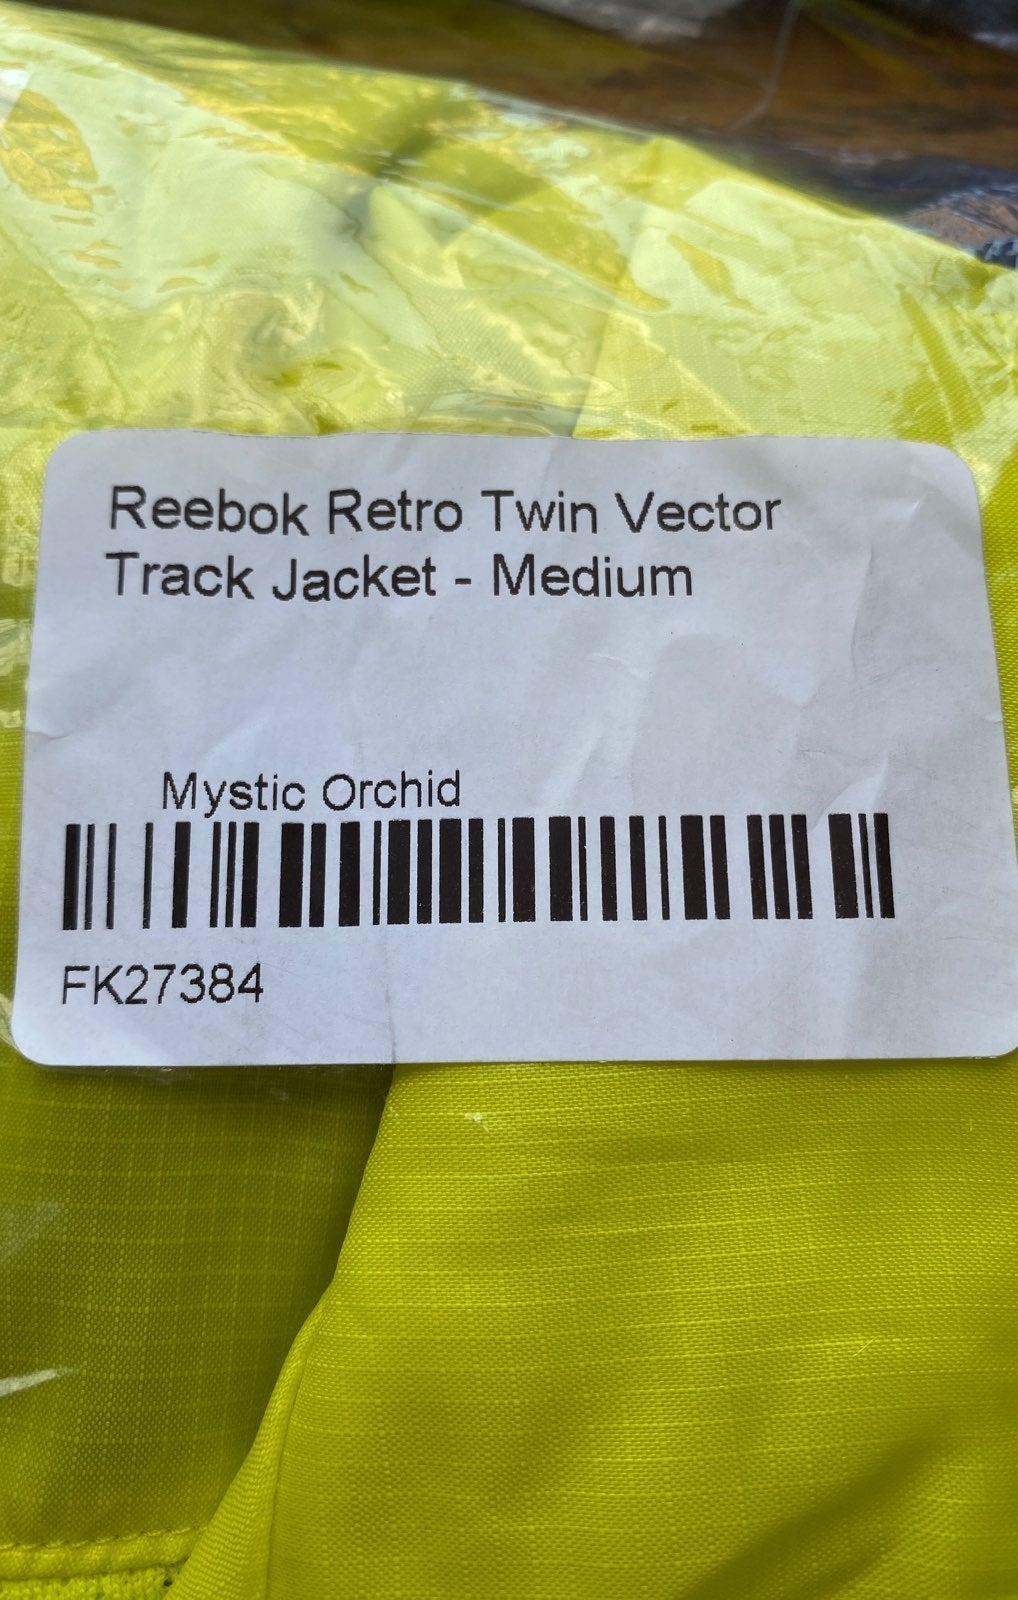 Reebok Retro Twin Vector
Track Jacket - Medium
Mystic Orchid
FK27384